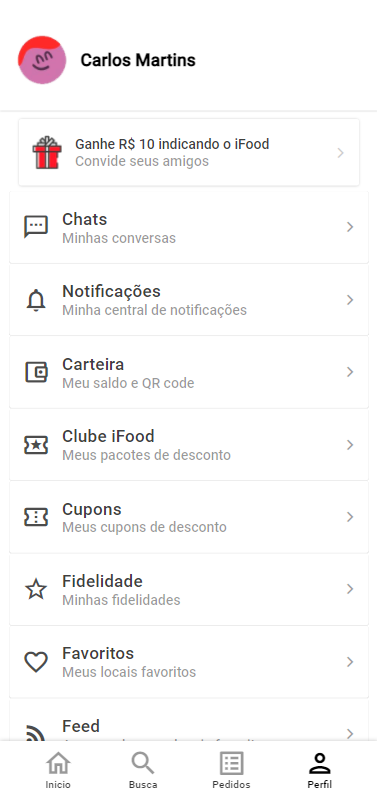 Carlos Martins
Ganhe R$ 10 indicando o iFood
Convide seus amigos
Chats
Minhas conversas
Notificações
Minha central de notificações
Carteira
Meu saldo e QR code
Clube iFood
Meus pacotes de desconto
Cupons
Meus cupons de desconto
Fidelidade
Minhas fidelidades
Favoritos
Meus locais favoritos
Feed
Inicio
Busca
Pedidos
Perfil